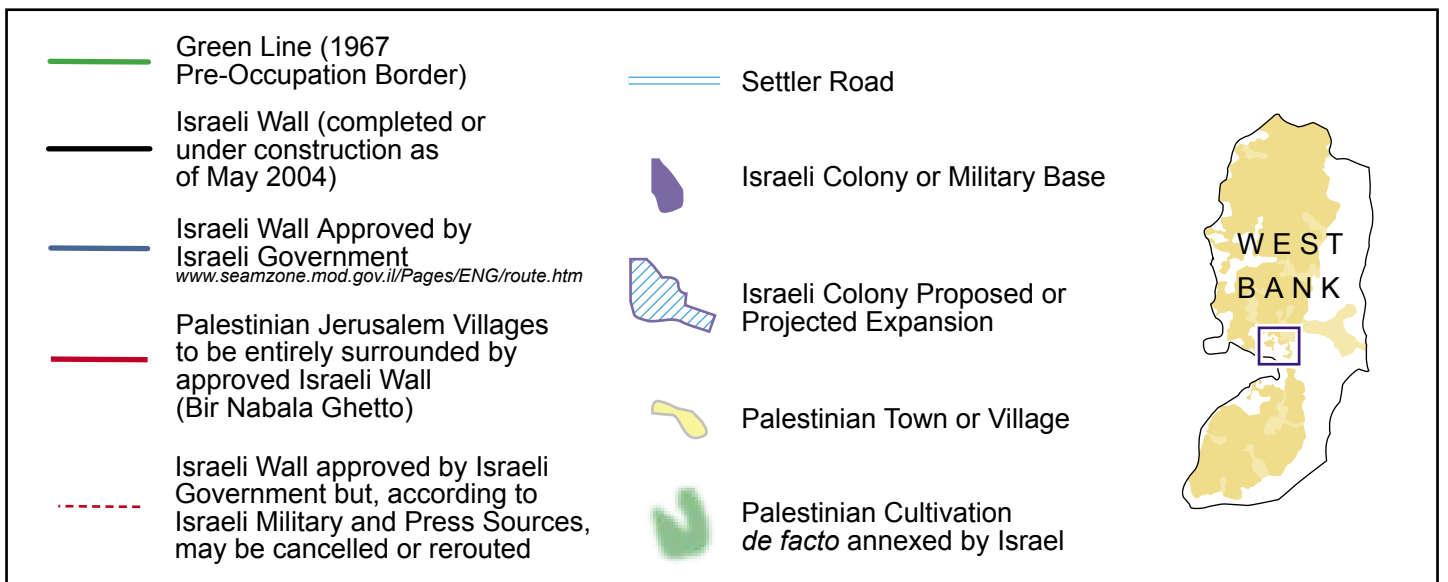 Green Line (1967
Pre-Occupation Border)
Israeli Wall (completed or
under construction as
of May 2004)
Israeli Wall Approved by
Israeli Government
www.seamzone.mod.gov.il/Pages/ENG/route.htm
Palestinian Jerusalem Villages
to be entirely surrounded by
approved Israeli Wall
(Bir Nabala Ghetto)
Israeli Wall approved by Israeli
Government but, according to
Israeli Military and Press Sources,
may be cancelled or rerouted
Settler Road
Israeli Colony or Military Base
Israeli Colony Proposed or
Projected Expansion
Palestinian Town or Village
Palestinian Cultivation
de facto annexed by Israel
WEST
BANK